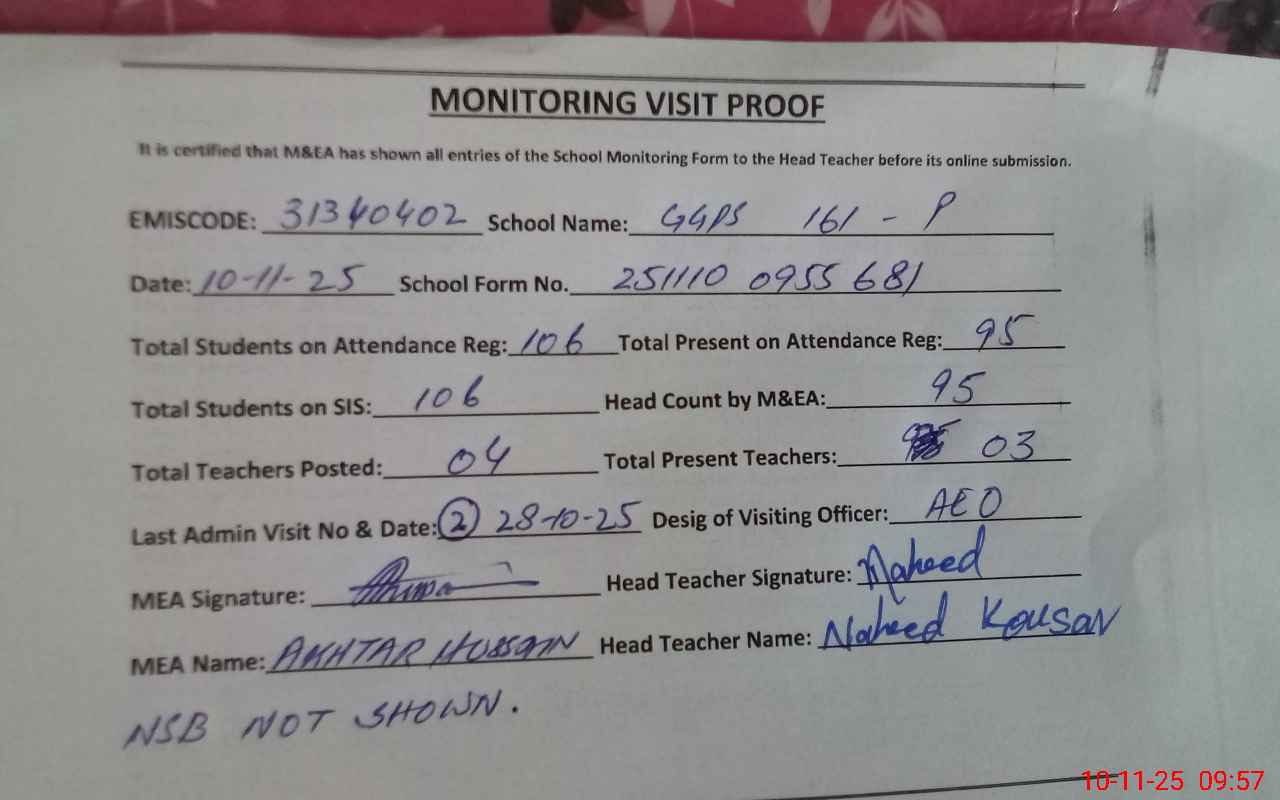 MONITORING VISIT PROOF
It is certified that M&EA has shown all entries of the School Monitoring Form to the Head Teacher before its online submission.
EMISCODE: 31340402 School Name: GGPS 161 - P
Date: 10-11-25 School Form No. 251110 0955 681
Total Students on Attendance Reg: 106 Total Present on Attendance Reg: 95
Total Students on SIS: 106 Head Count by M&EA: 95
Total Teachers Posted: 04 Total Present Teachers: 03
Last Admin Visit No & Date: 2 28-10-25 Desig of Visiting Officer: AEO
MEA Signature: Head Teacher Signature: Naheed
MEA Name: AKHTAR HUSSAIN Head Teacher Name: Naheed Kousar
NSB NOT SHOWN.
10-11-25 09:57